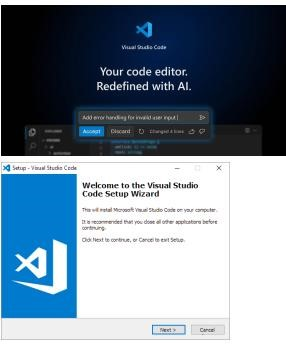 Visual Studio Code
Your code editor.
Redefined with AI.
Add error handling for invalid user input
Accept Discard Changed 4 lines
EXPLORER
Setup - Visual Studio Code
Welcome to the Visual Studio
Code Setup Wizard
This will install Microsoft Visual Studio Code on your computer.
It is recommended that you close all other applications before
continuing.
Click Next to continue, or Cancel to exit Setup.
Next > Cancel